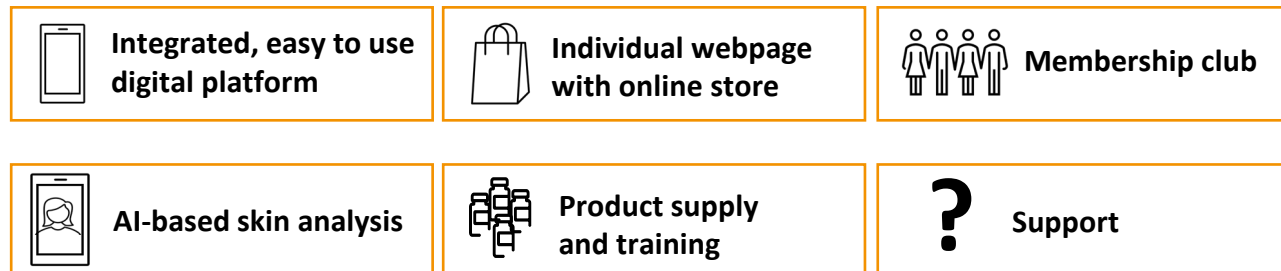 Integrated, easy to use
digital platform
Individual webpage
with online store
Membership club
AI-based skin analysis
Product supply
and training
?
Support